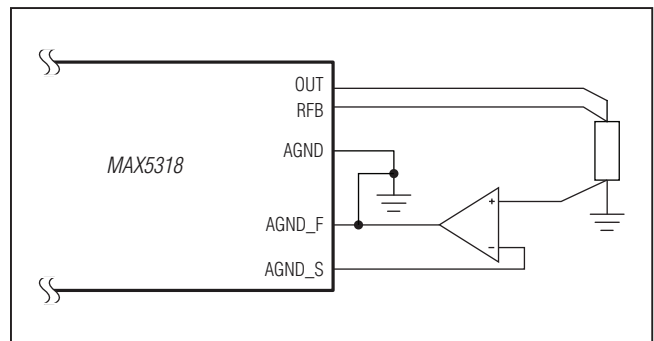 OUT
RFB
AGND
MAX5318
AGND_F
AGND_S
+
−